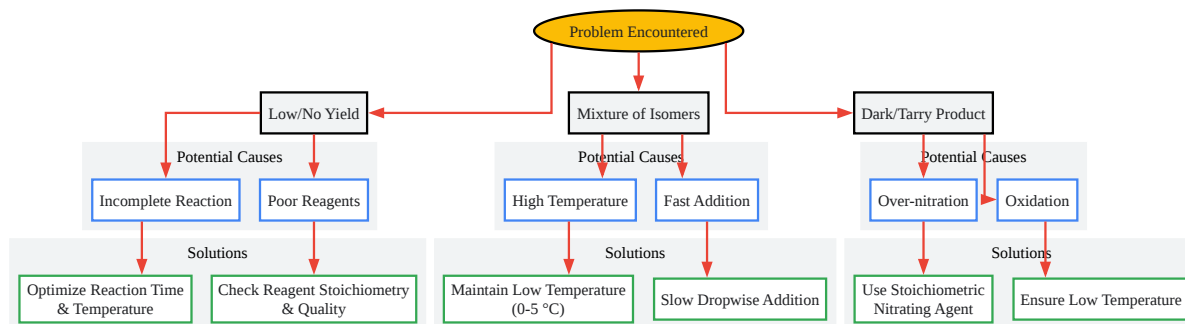 Problem Encountered
Low/No Yield
Mixture of Isomers
Dark/Tarry Product
Potential Causes
Potential Causes
Potential Causes
Incomplete Reaction
Poor Reagents
High Temperature
Fast Addition
Over-nitration
Oxidation
Solutions
Solutions
Solutions
Optimize Reaction Time
& Temperature
Check Reagent Stoichiometry
& Quality
Maintain Low Temperature
(0-5 °C)
Slow Dropwise Addition
Use Stoichiometric
Nitrating Agent
Ensure Low Temperature